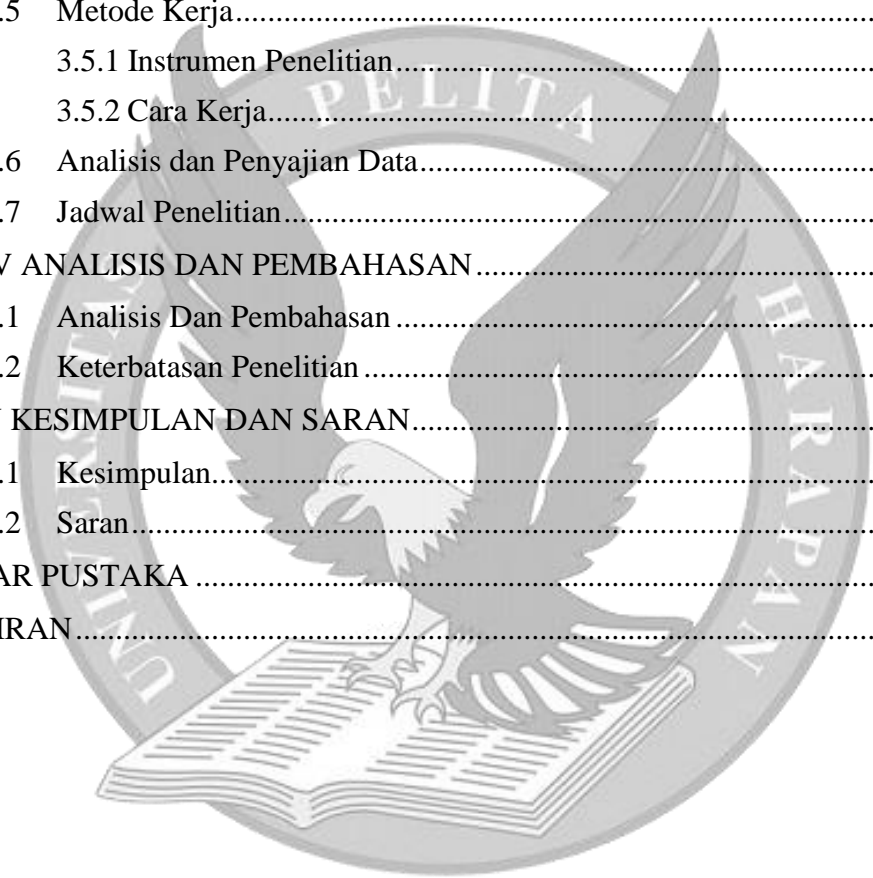 .5 Metode Kerja
3.5.1 Instrumen Penelitian
3.5.2 Cara Kerja
.6 Analisis dan Penyajian Data
.7 Jadwal Penelitian
V ANALISIS DAN PEMBAHASAN
.1 Analisis Dan Pembahasan
.2 Keterbatasan Penelitian
KESIMPULAN DAN SARAN
.1 Kesimpulan
.2 Saran
AR PUSTAKA
IRAN
UNIVERSITAS PELITA HARAPAN